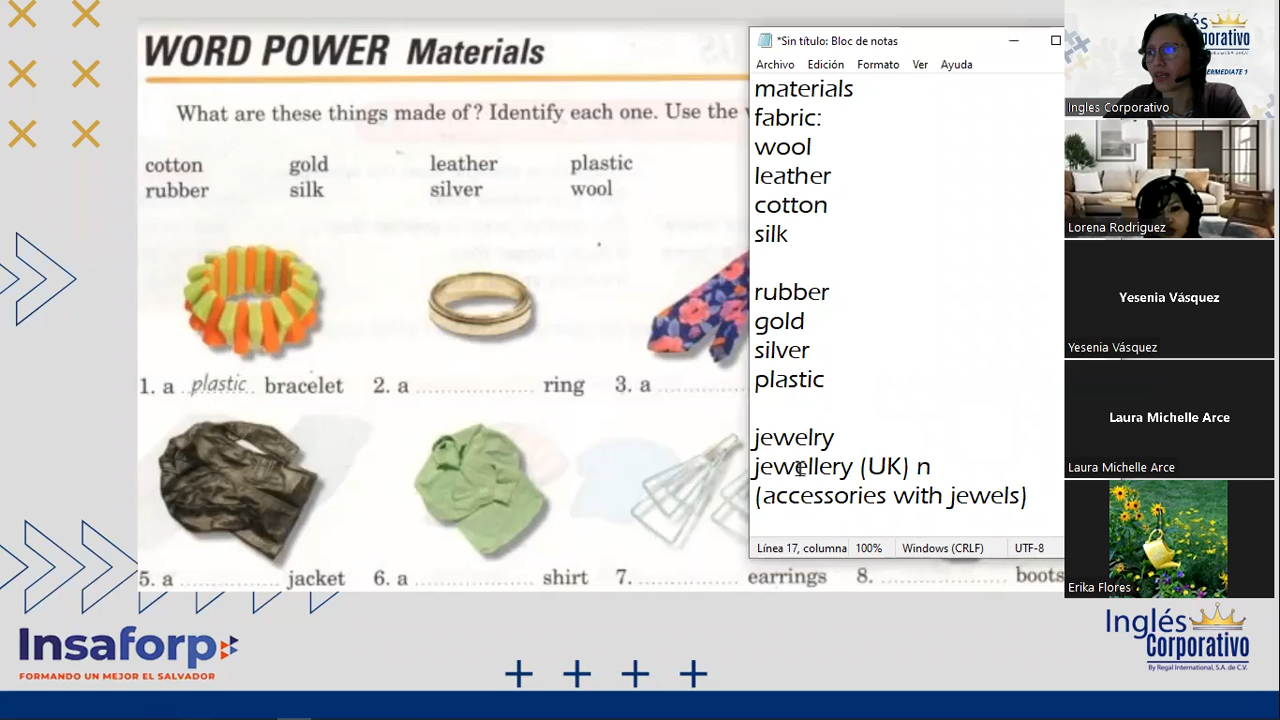 WORD POWER Materials
What are these things made of? Identify each one. Use the
cotton gold leather plastic
rubber silk silver wool
1. a plastic bracelet 2. a ............... ring 3. a ............
5. a ............... jacket 6. a ............... shirt 7. ............... earrings 8. ............... boots
Insaforp
FORMANDO UN MEJOR EL SALVADOR
*Sin título: Bloc de notas
Archivo Edición Formato Ver Ayuda
materials
fabric:
wool
leather
cotton
silk
rubber
gold
silver
plastic
jewelry
jewellery (UK) n
(accessories with jewels)
Línea 17, columna 100% Windows (CRLF) UTF-8
Inglés
Corporativo
Ingles Corporativo
Lorena Rodriguez
Yesenia Vásquez
Yesenia Vásquez
Laura Michelle Arce
Laura Michelle Arce
Erika Flores
Inglés
Corporativo
By Regal International, S.A. de C.V.